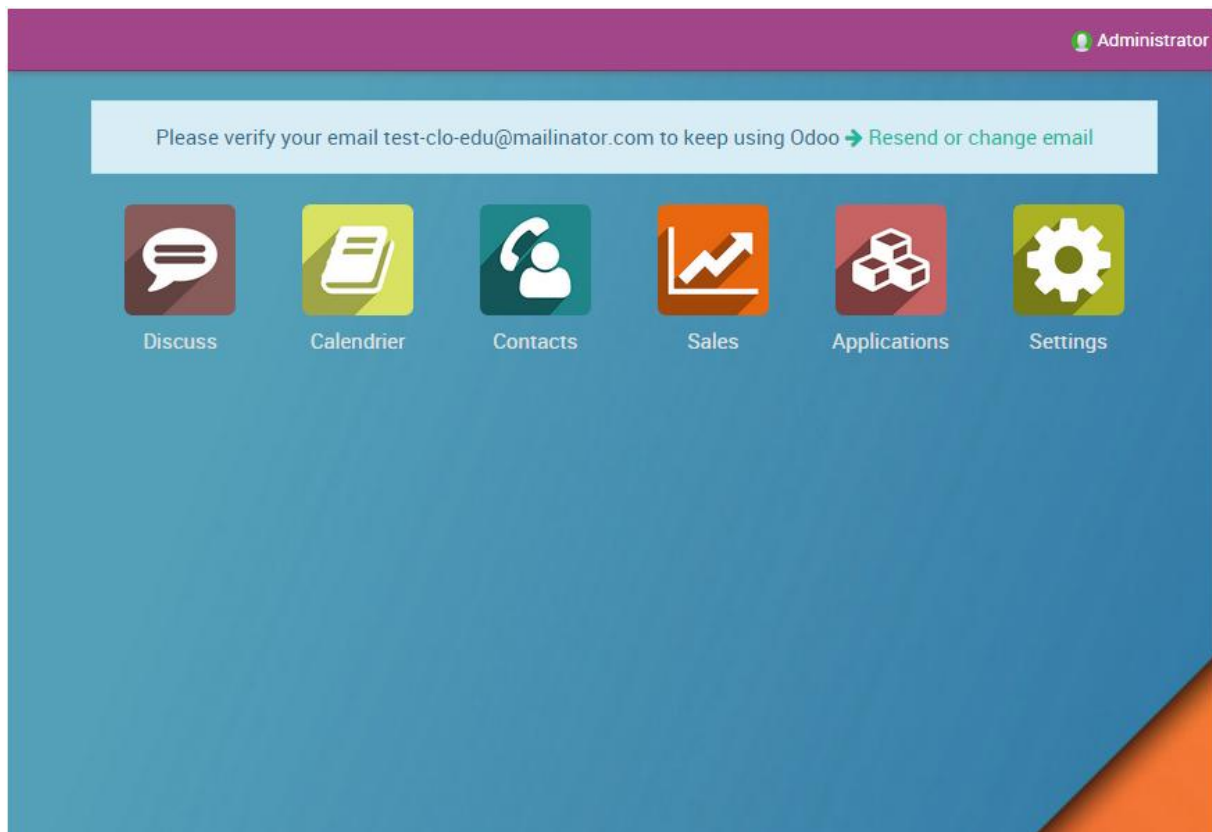 Administrator
Please verify your email test-clo-edu@mailinator.com to keep using Odoo ➔ Resend or change email
Discuss
Calendrier
Contacts
Sales
Applications
Settings